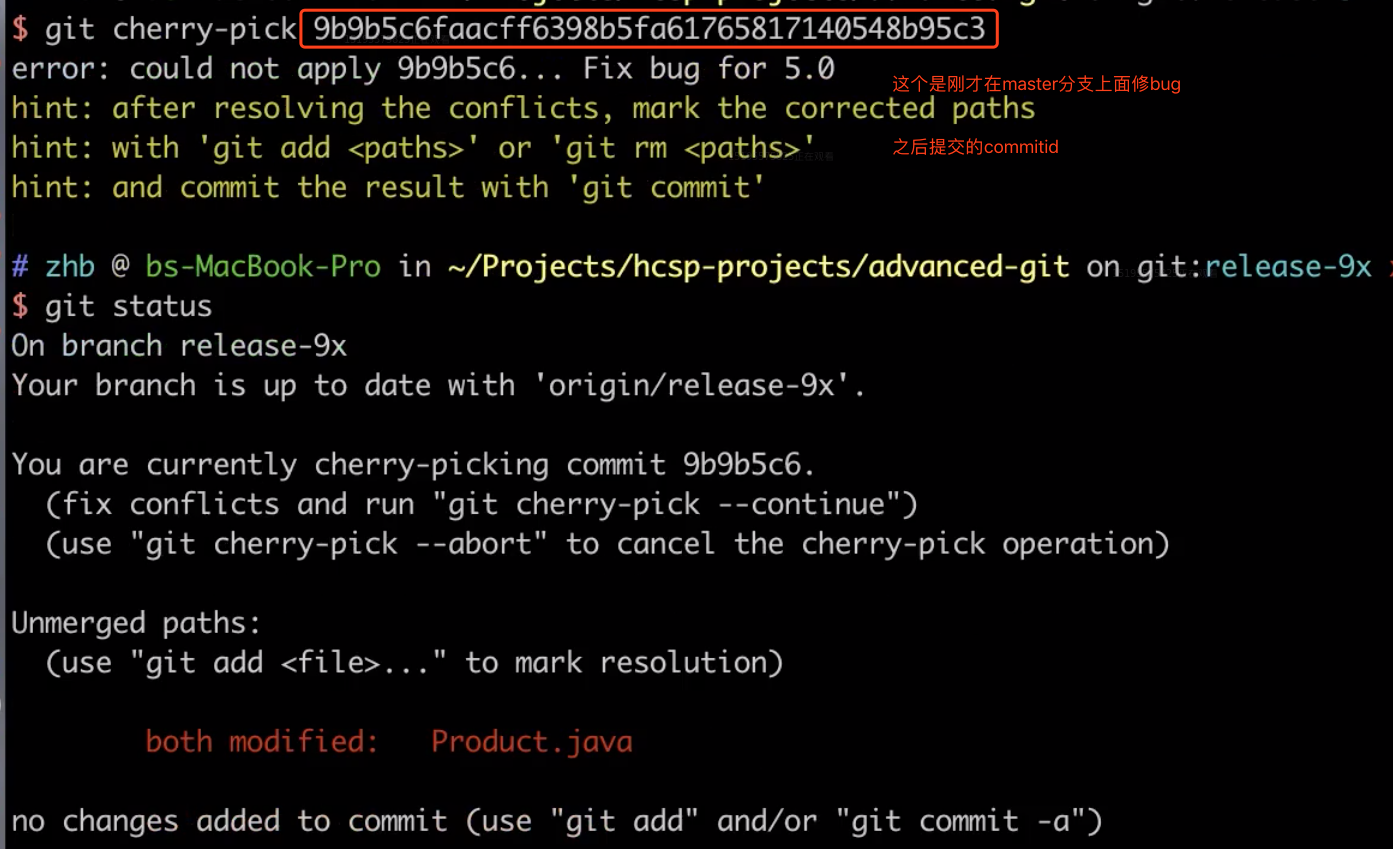 $ git cherry-pick 9b9b5c6faacff6398b5fa61765817140548b95c3
error: could not apply 9b9b5c6... Fix bug for 5.0
这个是刚才在master分支上面修bug
hint: after resolving the conflicts, mark the corrected paths
hint: with 'git add <paths>' or 'git rm <paths>'
之后提交的commitid
hint: and commit the result with 'git commit'
# zhb @ bs-MacBook-Pro in ~/Projects/hcsp-projects/advanced-git on git:release-9x
$ git status
On branch release-9x
Your branch is up to date with 'origin/release-9x'.
You are currently cherry-picking commit 9b9b5c6.
(fix conflicts and run "git cherry-pick --continue")
(use "git cherry-pick --abort" to cancel the cherry-pick operation)
Unmerged paths:
(use "git add <file>..." to mark resolution)
both modified: Product.java
no changes added to commit (use "git add" and/or "git commit -a")